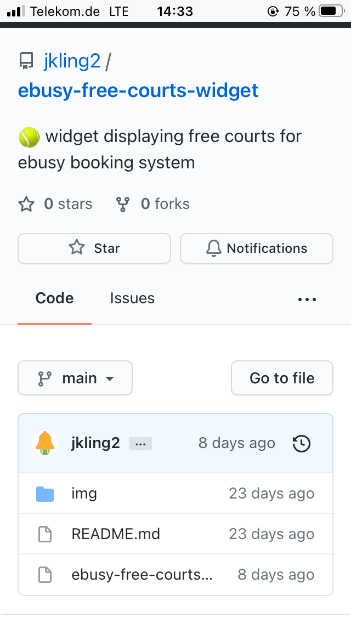 Telekom.de LTE 14:33 75 %
jkling2 /
ebusy-free-courts-widget
widget displaying free courts for
ebusy booking system
0 stars 0 forks
Star Notifications
Code Issues ...
main Go to file
jkling2 ... 8 days ago
img 23 days ago
README.md 23 days ago
ebusy-free-courts... 8 days ago